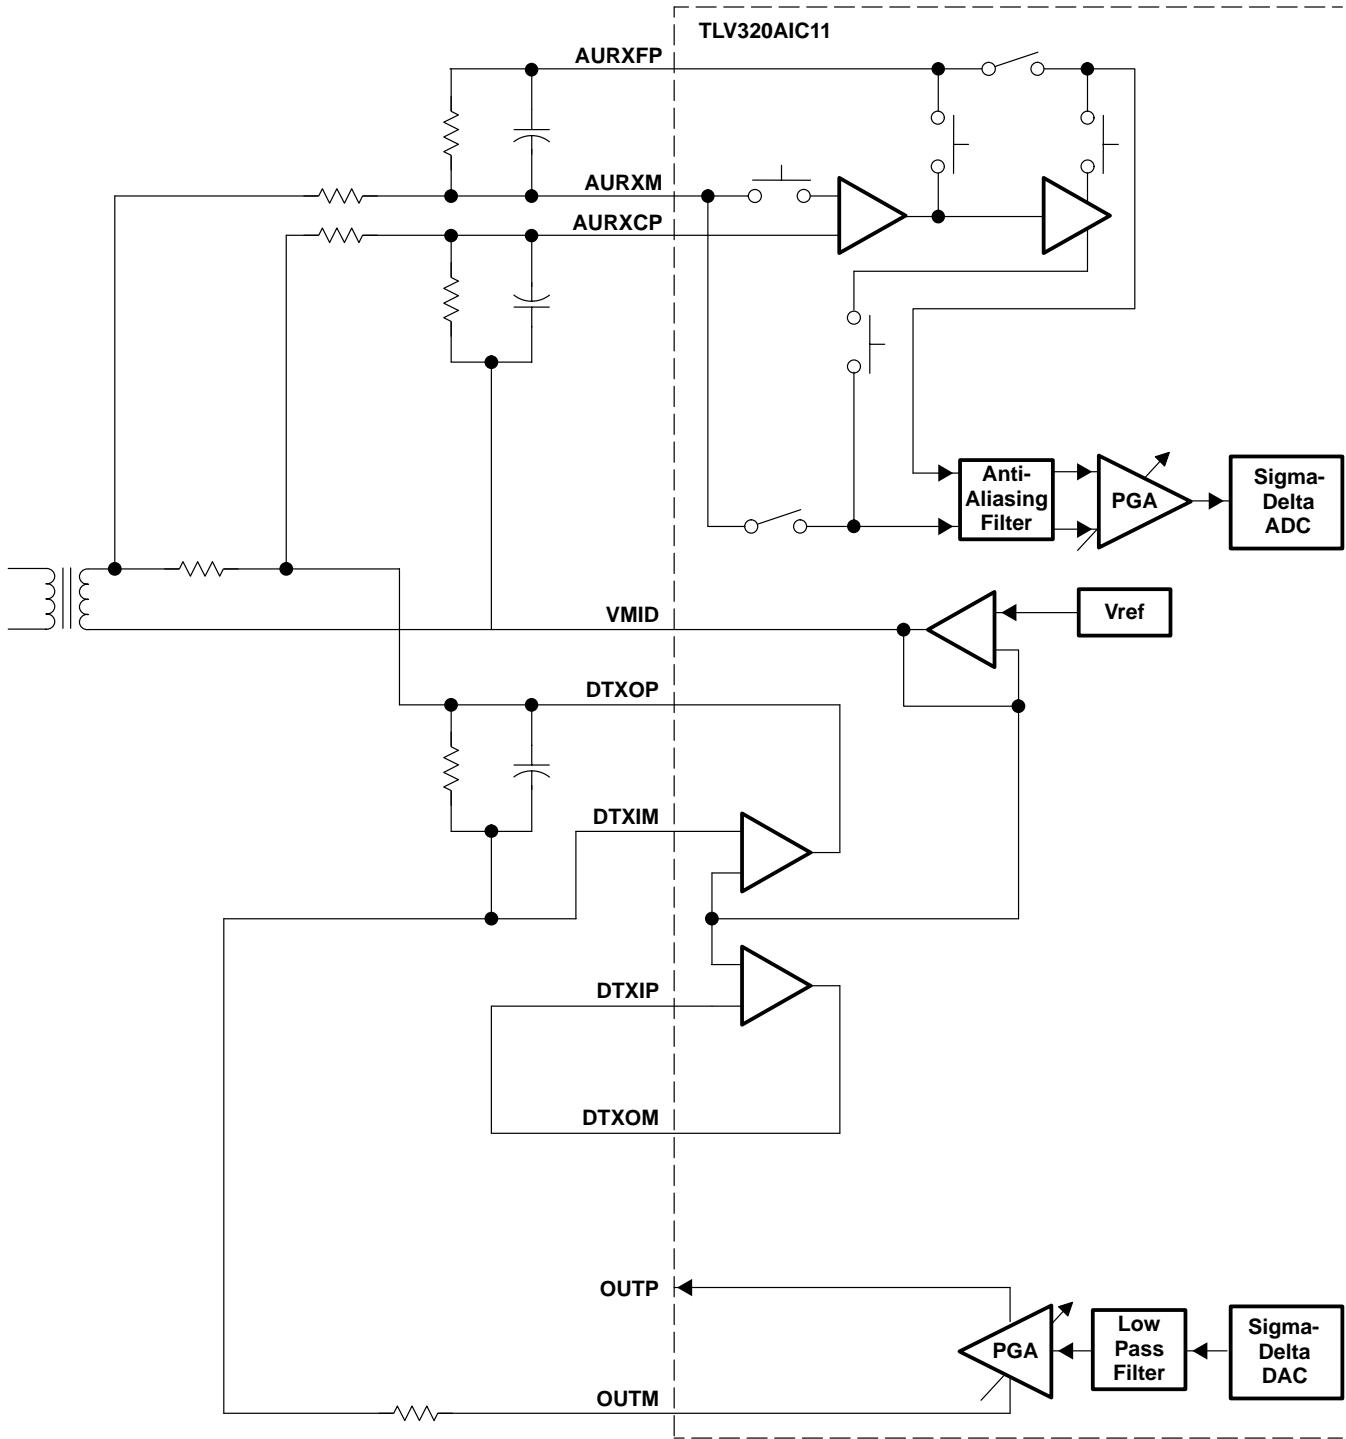 TLV320AIC11
AURXFP
AURXM
AURXCP
Anti-
Aliasing
Filter
PGA
Sigma-
Delta
ADC
VMID
Vref
DTXOP
DTXIM
DTXIP
DTXOM
OUTP
PGA
Low
Pass
Filter
Sigma-
Delta
DAC
OUTM